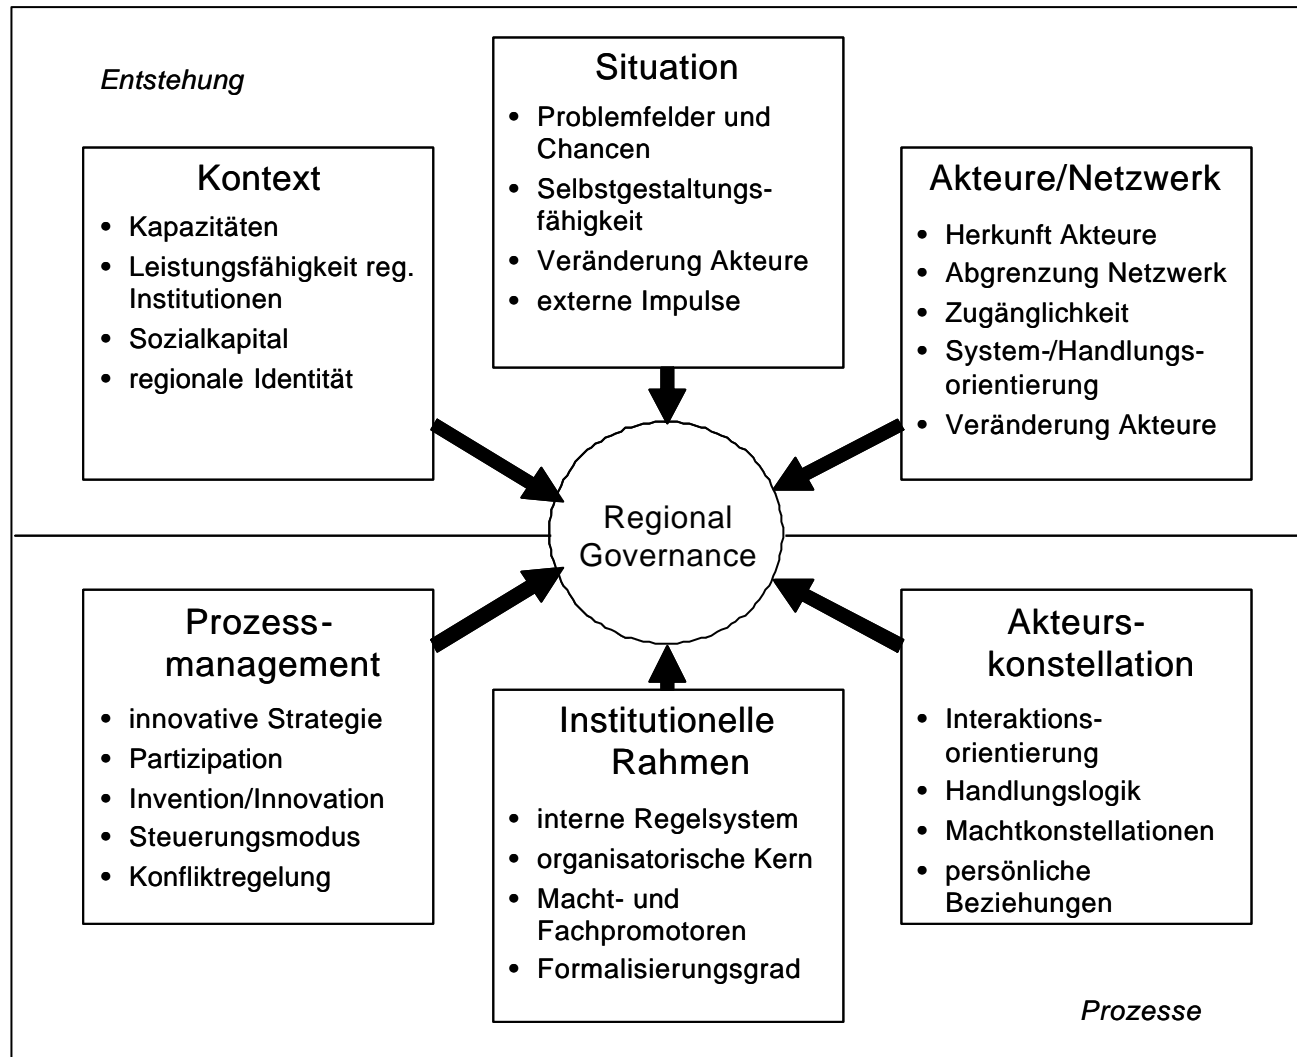 Entstehung
Situation
• Problemfelder und
Chancen
• Selbstgestaltungs-
fähigkeit
• Veränderung Akteure
• externe Impulse
Kontext
• Kapazitäten
• Leistungsfähigkeit reg.
Institutionen
• Sozialkapital
• regionale Identität
Akteure/Netzwerk
• Herkunft Akteure
• Abgrenzung Netzwerk
• Zugänglichkeit
• System-/Handlungs-
orientierung
• Veränderung Akteure
Regional
Governance
Prozess-
management
• innovative Strategie
• Partizipation
• Invention/Innovation
• Steuerungsmodus
• Konfliktregelung
Institutionelle
Rahmen
• interne Regelsystem
• organisatorische Kern
• Macht- und
Fachpromotoren
• Formalisierungsgrad
Akteurs-
konstellation
• Interaktions-
orientierung
• Handlungslogik
• Machtkonstellationen
• persönliche
Beziehungen
Prozesse